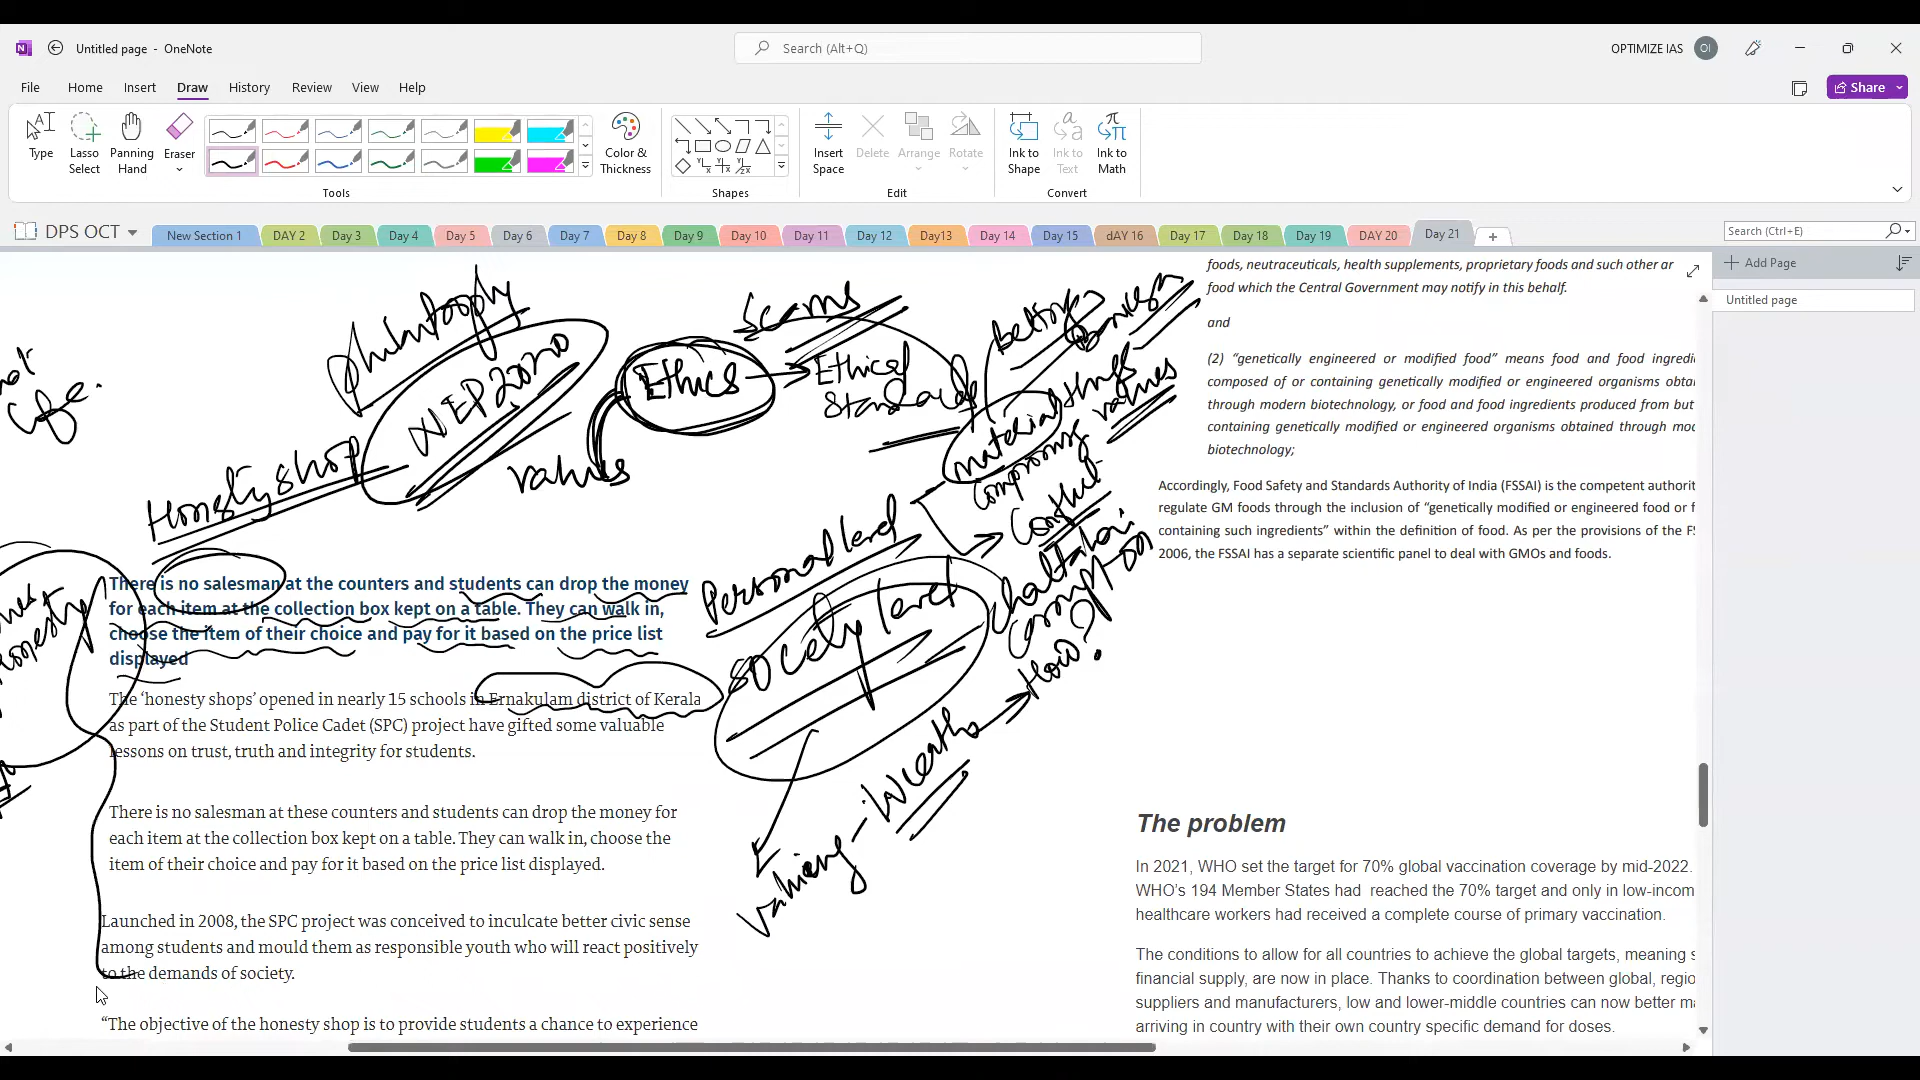 Untitled page - OneNote
Search (Alt+Q)
OPTIMIZE IAS
OI
File
Home
Insert
Draw
History
Review
View
Help
Share
Type
Lasso Select
Panning Hand
Eraser
Color & Thickness
Insert Space
Delete
Arrange
Rotate
Ink to Shape
Ink to Text
Ink to Math
Tools
Shapes
Edit
Convert
DPS OCT
New Section 1
DAY 2
Day 3
Day 4
Day 5
Day 6
Day 7
Day 8
Day 9
Day 10
Day 11
Day 12
Day13
Day 14
Day 15
dAY 16
Day 17
Day 18
Day 19
DAY 20
Day 21
Search (Ctrl+E)
Add Page
Untitled page
Honesty shop
NEP 2020
values
Ethics
Ethical
Standards
material
things
values
Personal level
society level
How?
There is no salesman at the counters and students can drop the money
for each item at the collection box kept on a table. They can walk in,
choose the item of their choice and pay for it based on the price list
displayed
The ‘honesty shops’ opened in nearly 15 schools in Ernakulam district of Kerala
as part of the Student Police Cadet (SPC) project have gifted some valuable
lessons on trust, truth and integrity for students.
There is no salesman at these counters and students can drop the money for
each item at the collection box kept on a table. They can walk in, choose the
item of their choice and pay for it based on the price list displayed.
Launched in 2008, the SPC project was conceived to inculcate better civic sense
among students and mould them as responsible youth who will react positively
to the demands of society.
“The objective of the honesty shop is to provide students a chance to experience
foods, neutraceuticals, health supplements, proprietary foods and such other ar
food which the Central Government may notify in this behalf.
and
(2) “genetically engineered or modified food” means food and food ingredi
composed of or containing genetically modified or engineered organisms obtai
through modern biotechnology, or food and food ingredients produced from but
containing genetically modified or engineered organisms obtained through mod
biotechnology;
Accordingly, Food Safety and Standards Authority of India (FSSAI) is the competent authorit
regulate GM foods through the inclusion of “genetically modified or engineered food or f
containing such ingredients” within the definition of food. As per the provisions of the FS
2006, the FSSAI has a separate scientific panel to deal with GMOs and foods.
The problem
In 2021, WHO set the target for 70% global vaccination coverage by mid-2022.
WHO’s 194 Member States had reached the 70% target and only in low-incom
healthcare workers had received a complete course of primary vaccination.
The conditions to allow for all countries to achieve the global targets, meaning s
financial supply, are now in place. Thanks to coordination between global, regio
suppliers and manufacturers, low and lower-middle countries can now better ma
arriving in country with their own country specific demand for doses.